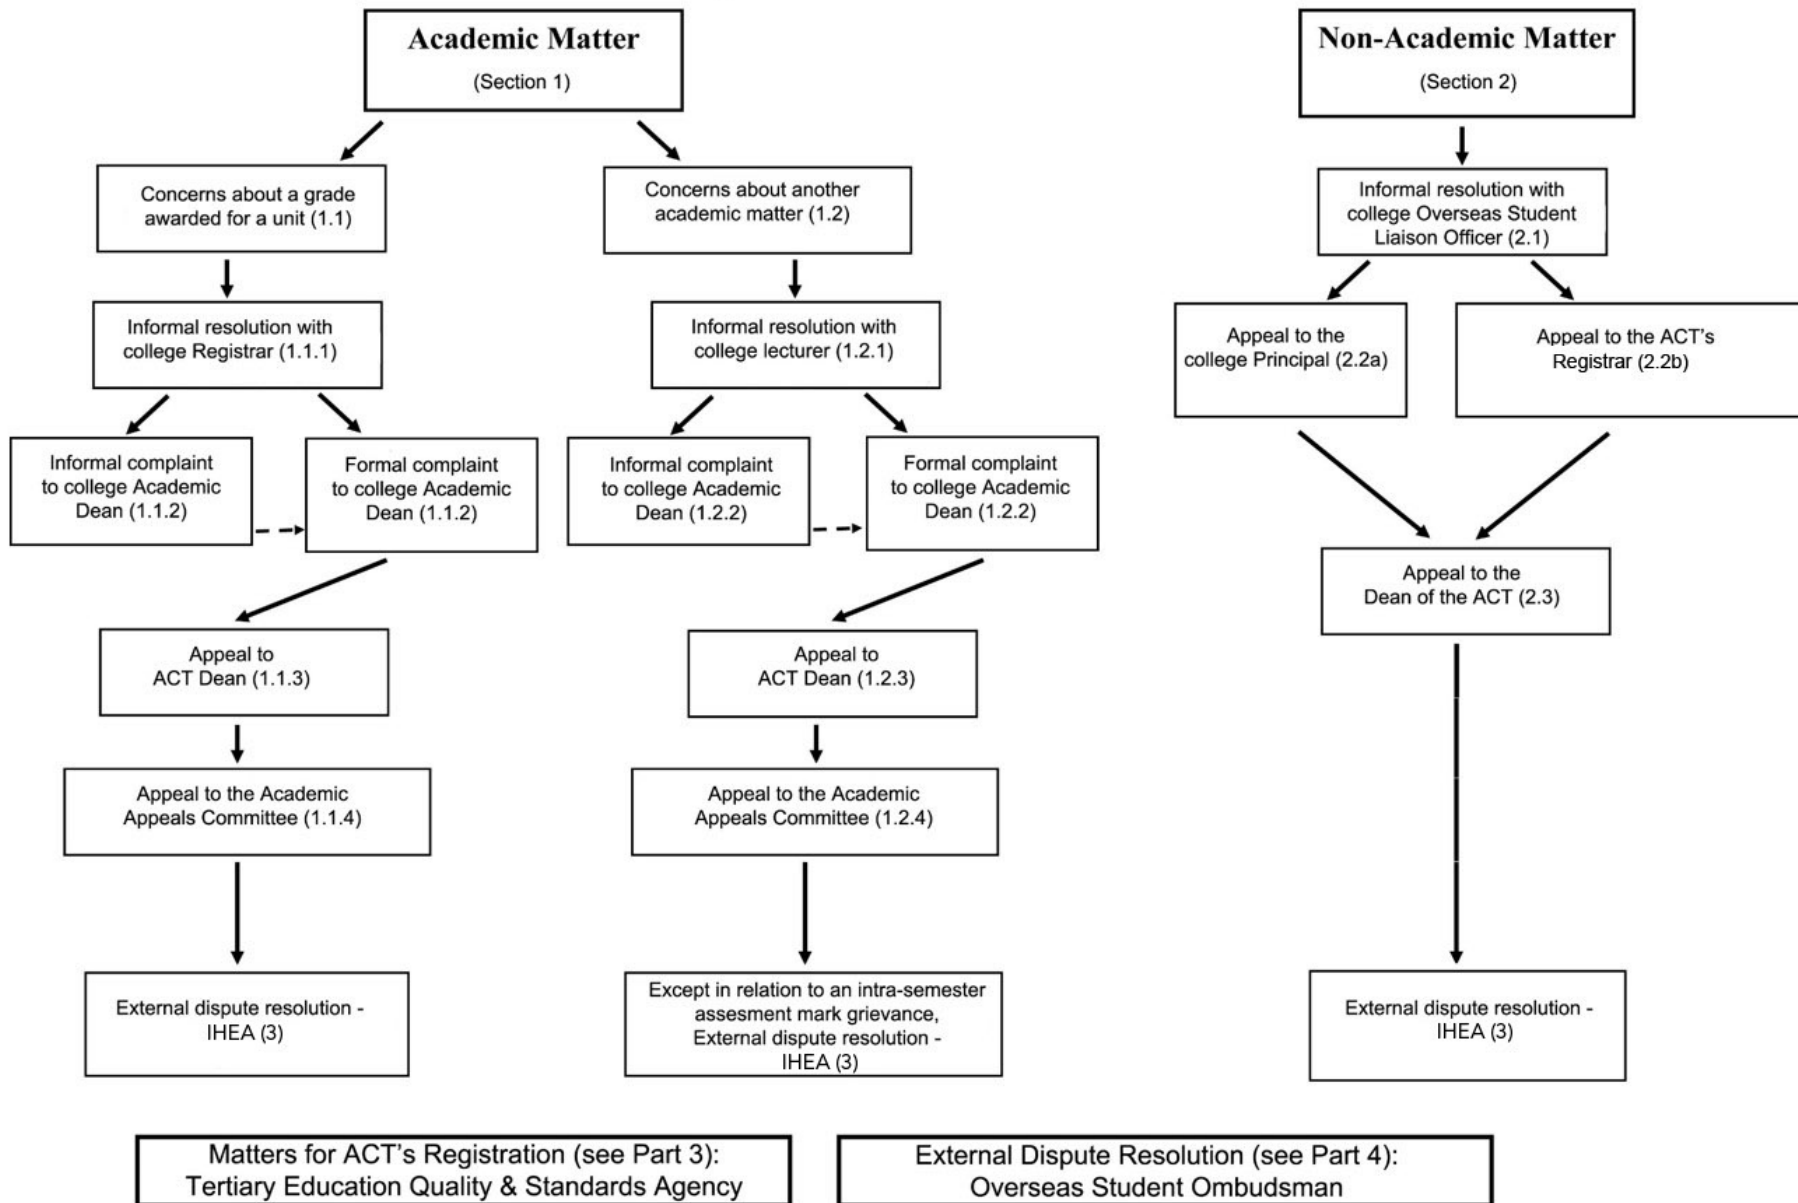 Academic Matter
(Section 1)
Non-Academic Matter
(Section 2)
Concerns about a grade
awarded for a unit (1.1)
Concerns about another
academic matter (1.2)
Informal resolution with
college Overseas Student
Liaison Officer (2.1)
Informal resolution with
college Registrar (1.1.1)
Informal resolution with
college lecturer (1.2.1)
Appeal to the
college Principal (2.2a)
Appeal to the ACT's
Registrar (2.2b)
Informal complaint
to college Academic
Dean (1.1.2)
Formal complaint
to college Academic
Dean (1.1.2)
Informal complaint
to college Academic
Dean (1.2.2)
Formal complaint
to college Academic
Dean (1.2.2)
Appeal to the
Dean of the ACT (2.3)
Appeal to
ACT Dean (1.1.3)
Appeal to
ACT Dean (1.2.3)
Appeal to the Academic
Appeals Committee (1.1.4)
Appeal to the Academic
Appeals Committee (1.2.4)
External dispute resolution -
IHEA (3)
Except in relation to an intra-semester
assesment mark grievance,
External dispute resolution -
IHEA (3)
External dispute resolution -
IHEA (3)
Matters for ACT's Registration (see Part 3):
Tertiary Education Quality & Standards Agency
External Dispute Resolution (see Part 4):
Overseas Student Ombudsman